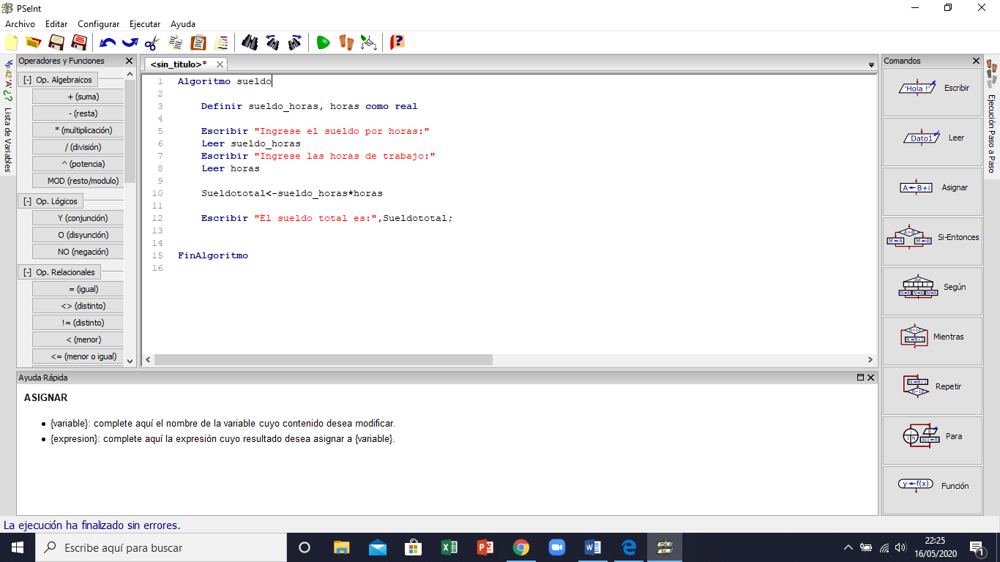 PSeInt
Archivo Editar Configurar Ejecutar Ayuda
Operadores y Funciones
<sin_titulo>*
Comandos
42 'A' ¿? Lista de Variables
[-] Op. Algebraicos
+ (suma)
- (resta)
* (multiplicación)
/ (división)
^ (potencia)
MOD (resto/modulo)
[-] Op. Lógicos
Y (conjunción)
O (disyunción)
NO (negación)
[-] Op. Relacionales
= (igual)
<> (distinto)
!= (distinto)
< (menor)
<= (menor o igual)
1 Algoritmo sueldo
2
3 Definir sueldo_horas, horas como real
4
5 Escribir "Ingrese el sueldo por horas:"
6 Leer sueldo_horas
7 Escribir "Ingrese las horas de trabajo:"
8 Leer horas
9
10 Sueldototal<-sueldo_horas*horas
11
12 Escribir "El sueldo total es:",Sueldototal;
13
14
15 FinAlgoritmo
16
'Hola !' Escribir
Dato1 Leer
A←B+i Asignar
A>B M←A M←B Si-Entonces
Según
Mientras
Repetir
Para
y←f(x) Función
Ejecución Paso a Paso
Ayuda Rápida
ASIGNAR
• {variable}: complete aquí el nombre de la variable cuyo contenido desea modificar.
• {expresion}: complete aquí la expresión cuyo resultado desea asignar a {variable}.
La ejecución ha finalizado sin errores.
Escribe aquí para buscar
22:25
16/05/2020
1